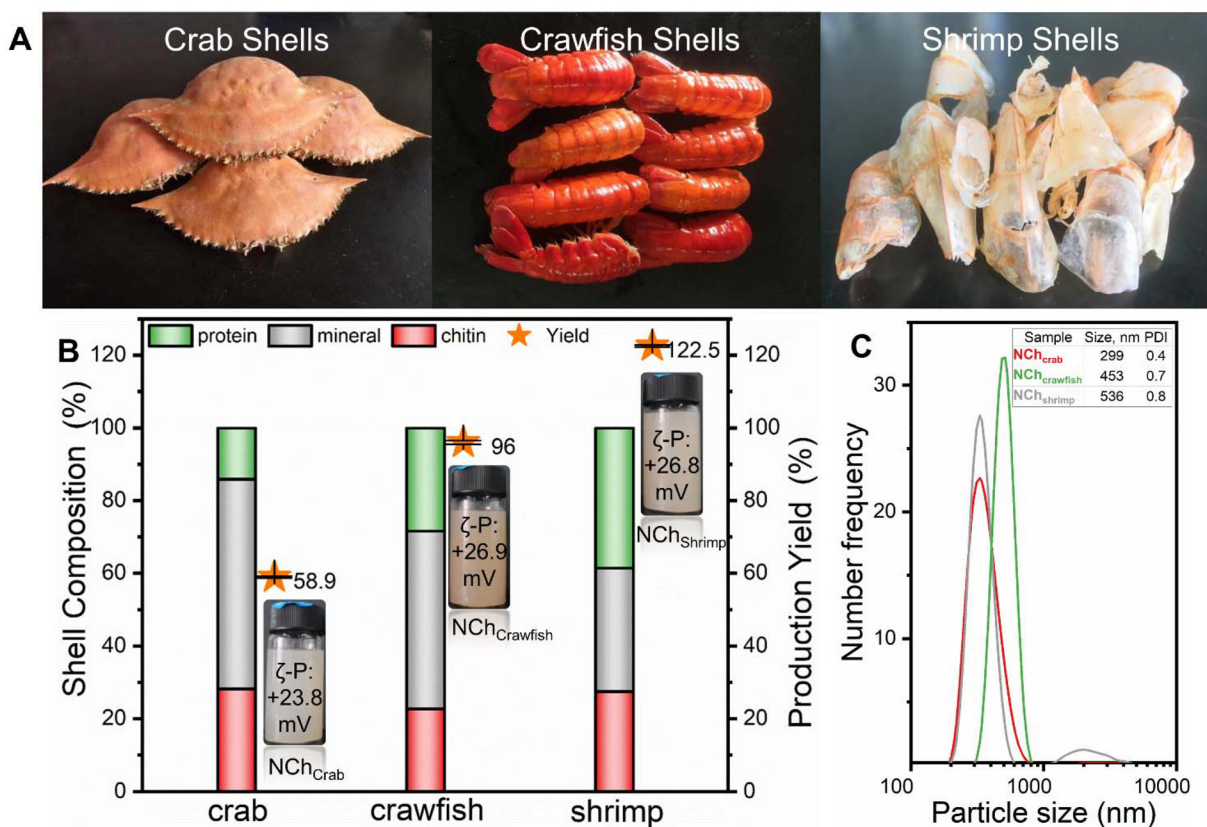 A
Crab Shells
Crawfish Shells
Shrimp Shells
B
protein
mineral
chitin
Yield
Shell Composition (%)
120
100
80
60
40
20
0
58.9
ζ-P:
+23.8
mV
NChCrab
96
ζ-P:
+26.9
mV
NChCrawfish
122.5
ζ-P:
+26.8
mV
NChShrimp
120
100
80
60
40
20
0
Production Yield (%)
crab
crawfish
shrimp
C
Sample Size, nm PDI
NChcrab 299 0.4
NChcrawfish 453 0.7
NChshrimp 536 0.8
Number frequency
30
20
10
100
1000
10000
Particle size (nm)